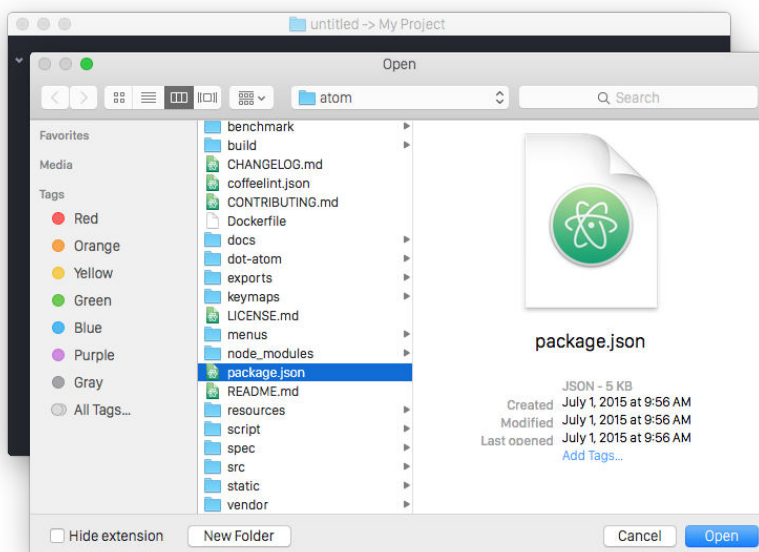 untitled -> My Project
Open
atom
Search
Favorites
Media
Tags
Red
Orange
Yellow
Green
Blue
Purple
Gray
All Tags...
benchmark
build
CHANGELOG.md
coffeelint.json
CONTRIBUTING.md
Dockerfile
docs
dot-atom
exports
keymaps
LICENSE.md
menus
node_modules
package.json
README.md
resources
script
spec
src
static
vendor
package.json
JSON - 5 KB
Created July 1, 2015 at 9:56 AM
Modified July 1, 2015 at 9:56 AM
Last opened July 1, 2015 at 9:56 AM
Add Tags...
Hide extension
New Folder
Cancel
Open